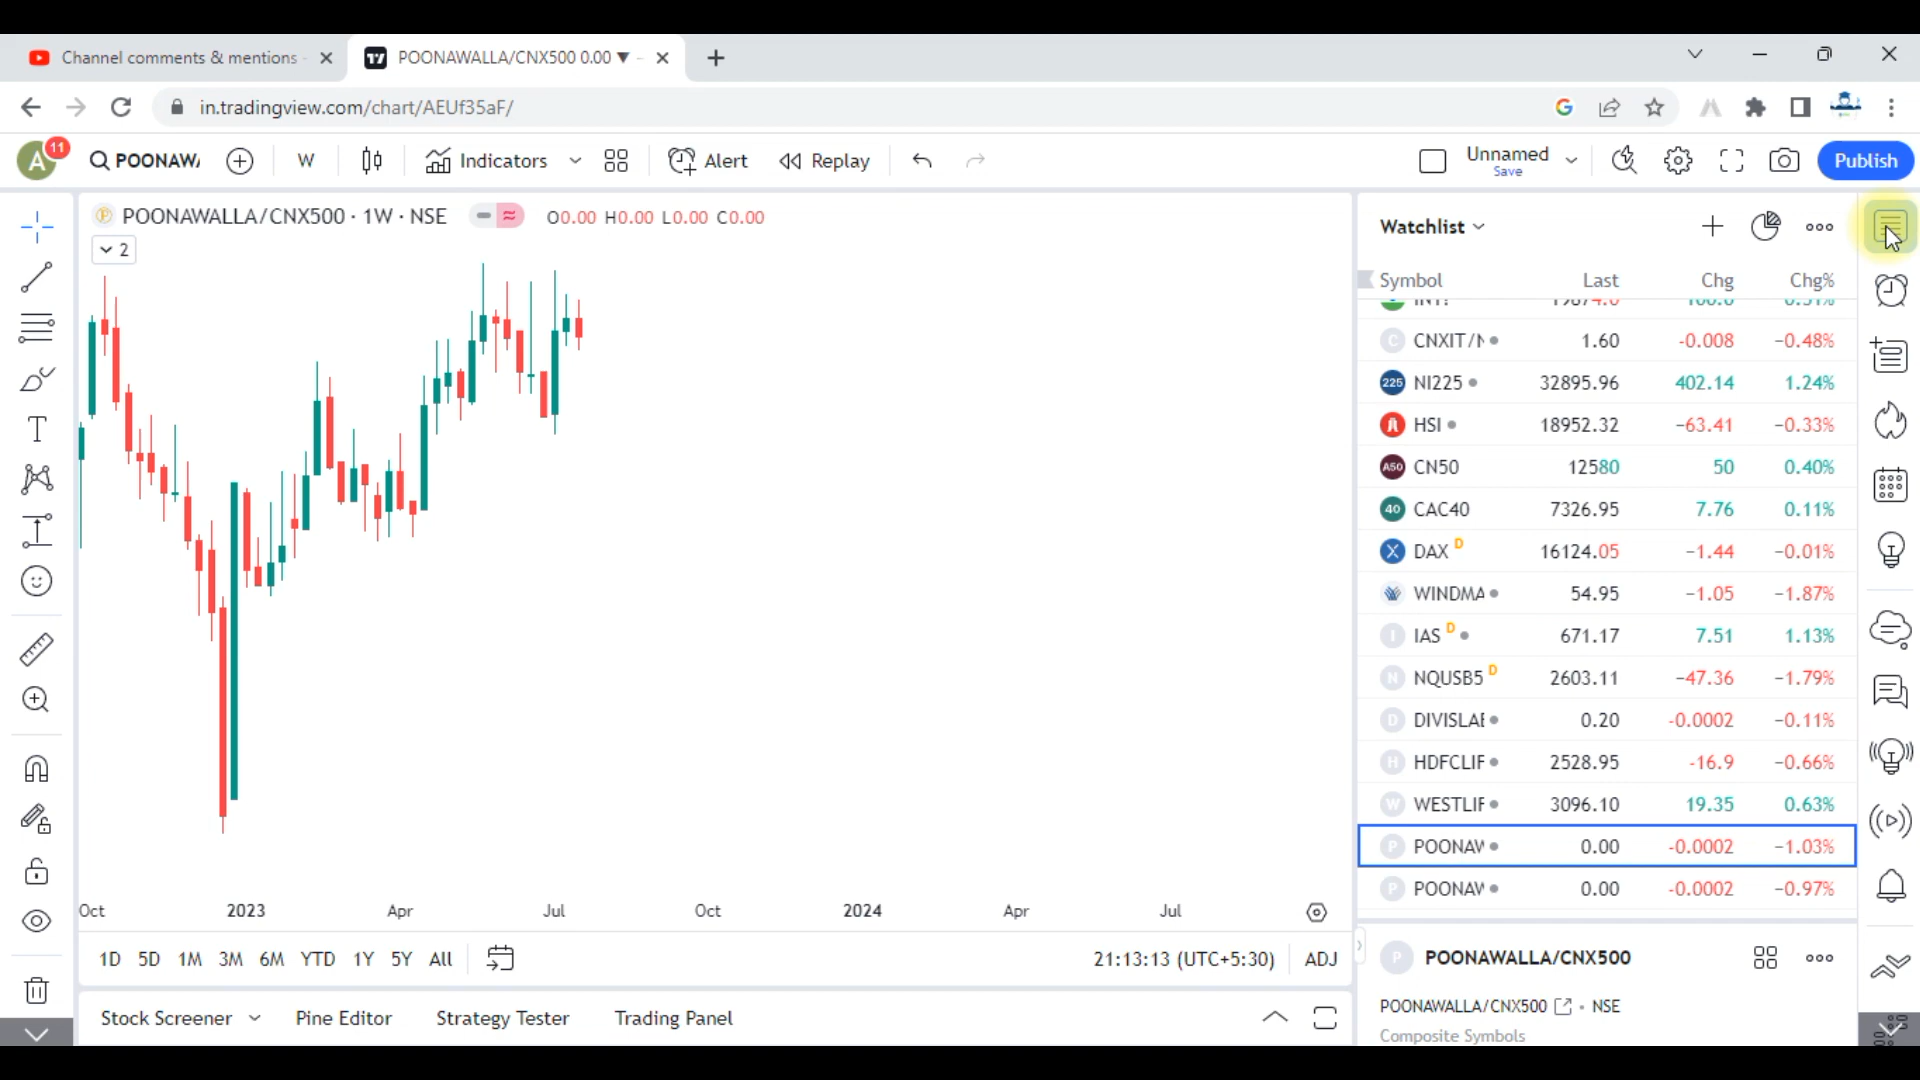 Channel comments & mentions
POONAWALLA/CNX500 0.00 ▼ -
in.tradingview.com/chart/AEUf35aF/
A 11
POONAW
W
Indicators
Alert
Replay
Unnamed
Save
Publish
POONAWALLA/CNX500 · 1W · NSE
O0.00 H0.00 L0.00 C0.00
2
Watchlist
Symbol Last Chg Chg%
CNXIT/N 1.60 -0.008 −0.48%
225 NI225 32895.96 402.14 1.24%
HSI 18952.32 −63.41 −0.33%
A50 CN50 12580 50 0.40%
40 CAC40 7326.95 7.76 0.11%
X DAX D 16124.05 −1.44 −0.01%
WINDMA 54.95 −1.05 −1.87%
I IAS D 671.17 7.51 1.13%
N NQUSB5 D 2603.11 −47.36 −1.79%
D DIVISLAE 0.20 -0.0002 −0.11%
H HDFCLIF 2528.95 -16.9 −0.66%
W WESTLIF 3096.10 19.35 0.63%
P POONAW 0.00 -0.0002 −1.03%
P POONAW 0.00 -0.0002 −0.97%
Oct 2023 Apr Jul Oct 2024 Apr Jul
1D 5D 1M 3M 6M YTD 1Y 5Y All
21:13:13 (UTC+5:30) ADJ
Stock Screener Pine Editor Strategy Tester Trading Panel
P POONAWALLA/CNX500
POONAWALLA/CNX500 · NSE
Composite Symbols